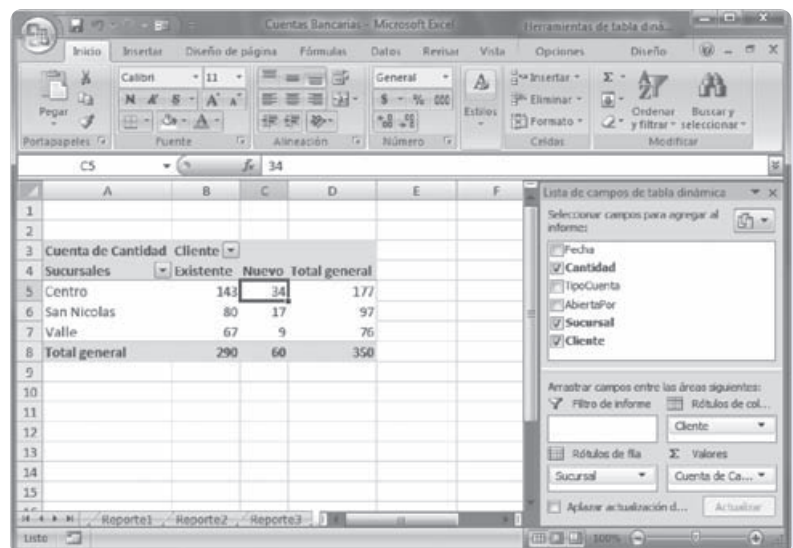 Cuentas Bancarias - Microsoft Excel
Herramientas de tabla diná...
Inicio Insertar Diseño de página Fórmulas Datos Revisar Vista Opciones Diseño
Pegar
Portapapeles
Calibri 11
N K S A A
A
Fuente
Alineación
General
$ % 000
Número
A
Estilos
Insertar
Eliminar
Formato
Celdas
Σ
Ordenar y filtrar
Buscar y seleccionar
Modificar
C5 fx 34
A B C D E F
1
2
3 Cuenta de Cantidad Cliente
4 Sucursales Existente Nuevo Total general
5 Centro 143 34 177
6 San Nicolas 80 17 97
7 Valle 67 9 76
8 Total general 290 60 350
9
10
11
12
13
14
15
Reporte1 Reporte2 Reporte3
Listo
100%
Lista de campos de tabla dinámica
Seleccionar campos para agregar al informe:
Fecha
Cantidad
TipoCuenta
AbiertaPor
Sucursal
Cliente
Arrastrar campos entre las áreas siguientes:
Filtro de informe Rótulos de col...
Cliente
Rótulos de fila Σ Valores
Sucursal Cuenta de Ca...
Aplazar actualización d... Actualizar